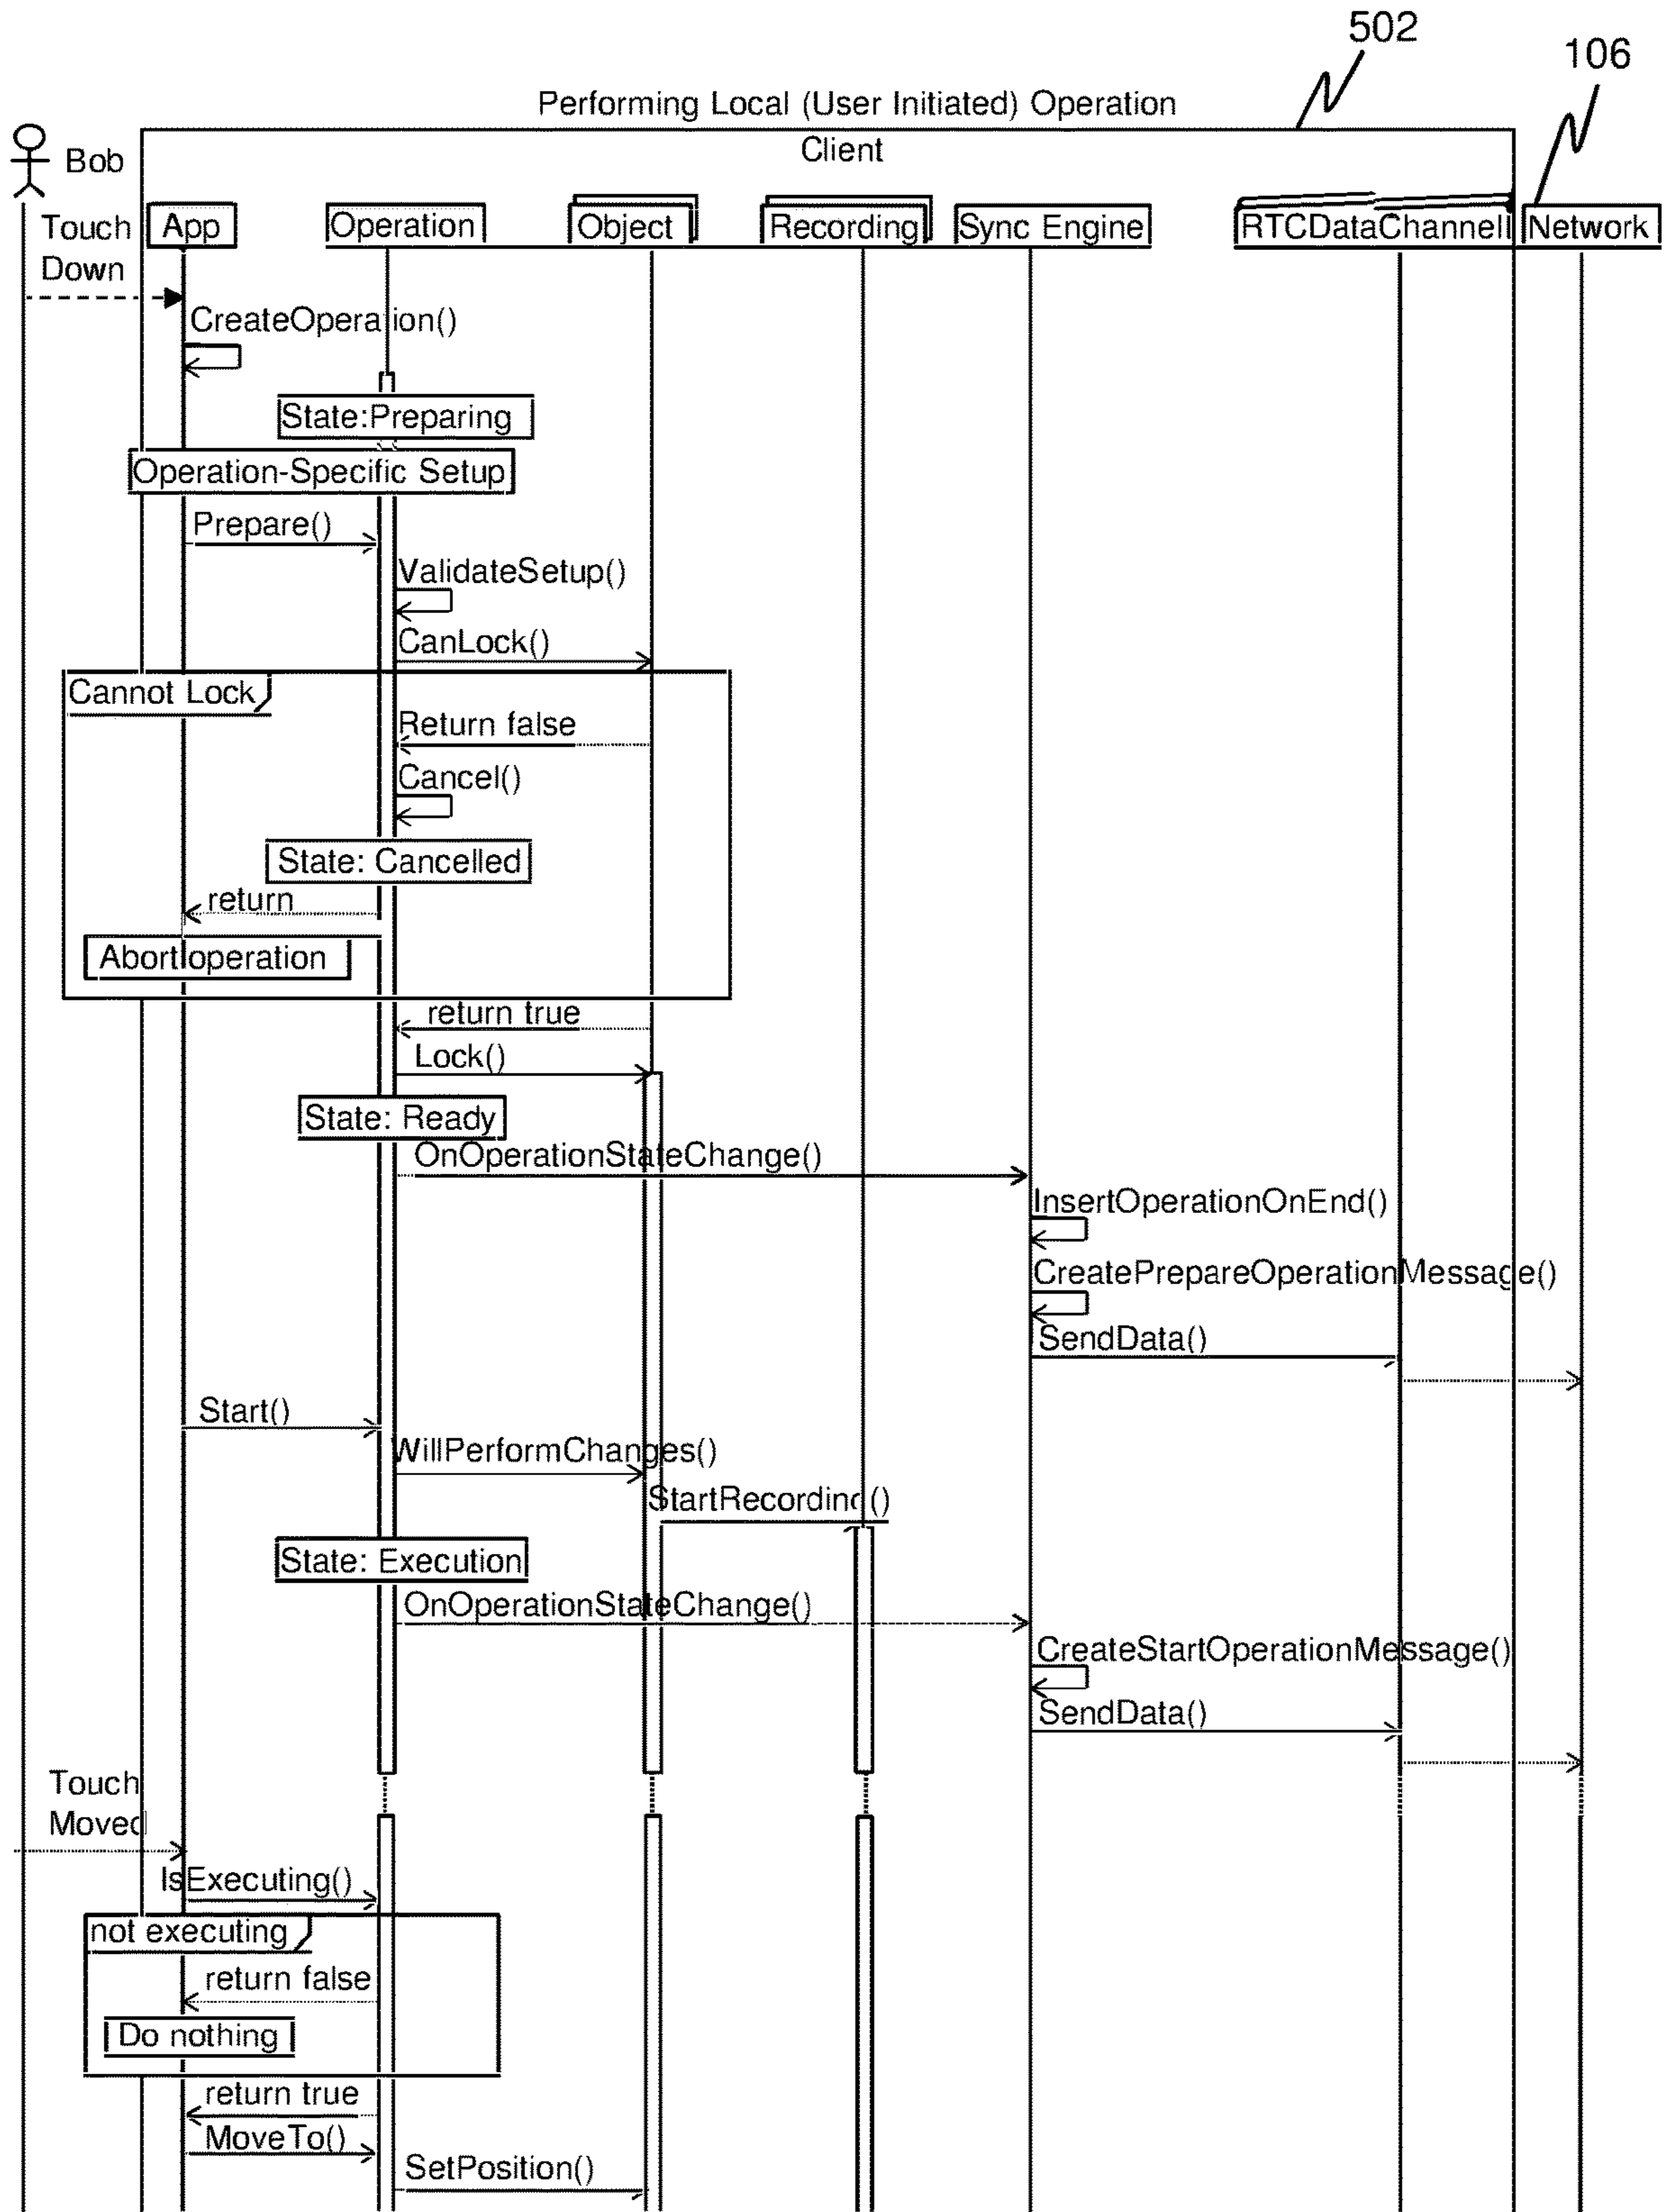 502
106
Performing Local (User Initiated) Operation
Client
Bob
Touch
Down
App
Operation
Object
Recording
Sync Engine
RTCDataChannel
Network
CreateOperation()
State:Preparing
Operation-Specific Setup
Prepare()
ValidateSetup()
CanLock()
Cannot Lock
Return false
Cancel()
State: Cancelled
return
Abort operation
return true
Lock()
State: Ready
OnOperationStateChange()
InsertOperationOnEnd()
CreatePrepareOperationMessage()
SendData()
Start()
WillPerformChanges()
StartRecording()
State: Execution
OnOperationStateChange()
CreateStartOperationMessage()
SendData()
Touch
Moved
IsExecuting()
not executing
return false
Do nothing
return true
MoveTo()
SetPosition()